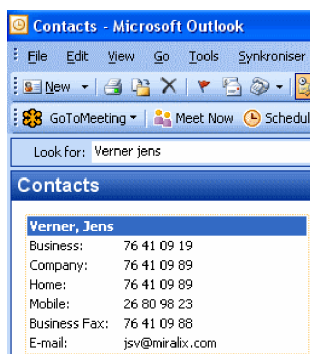 Contacts - Microsoft Outlook
File Edit View Go Tools Synkroniser
New
GoToMeeting Meet Now Schedul
Look for: Verner jens
Contacts
Verner, Jens
Business: 76 41 09 19
Company: 76 41 09 89
Home: 76 41 09 89
Mobile: 26 80 98 23
Business Fax: 76 41 09 88
E-mail: jsv@miralix.com